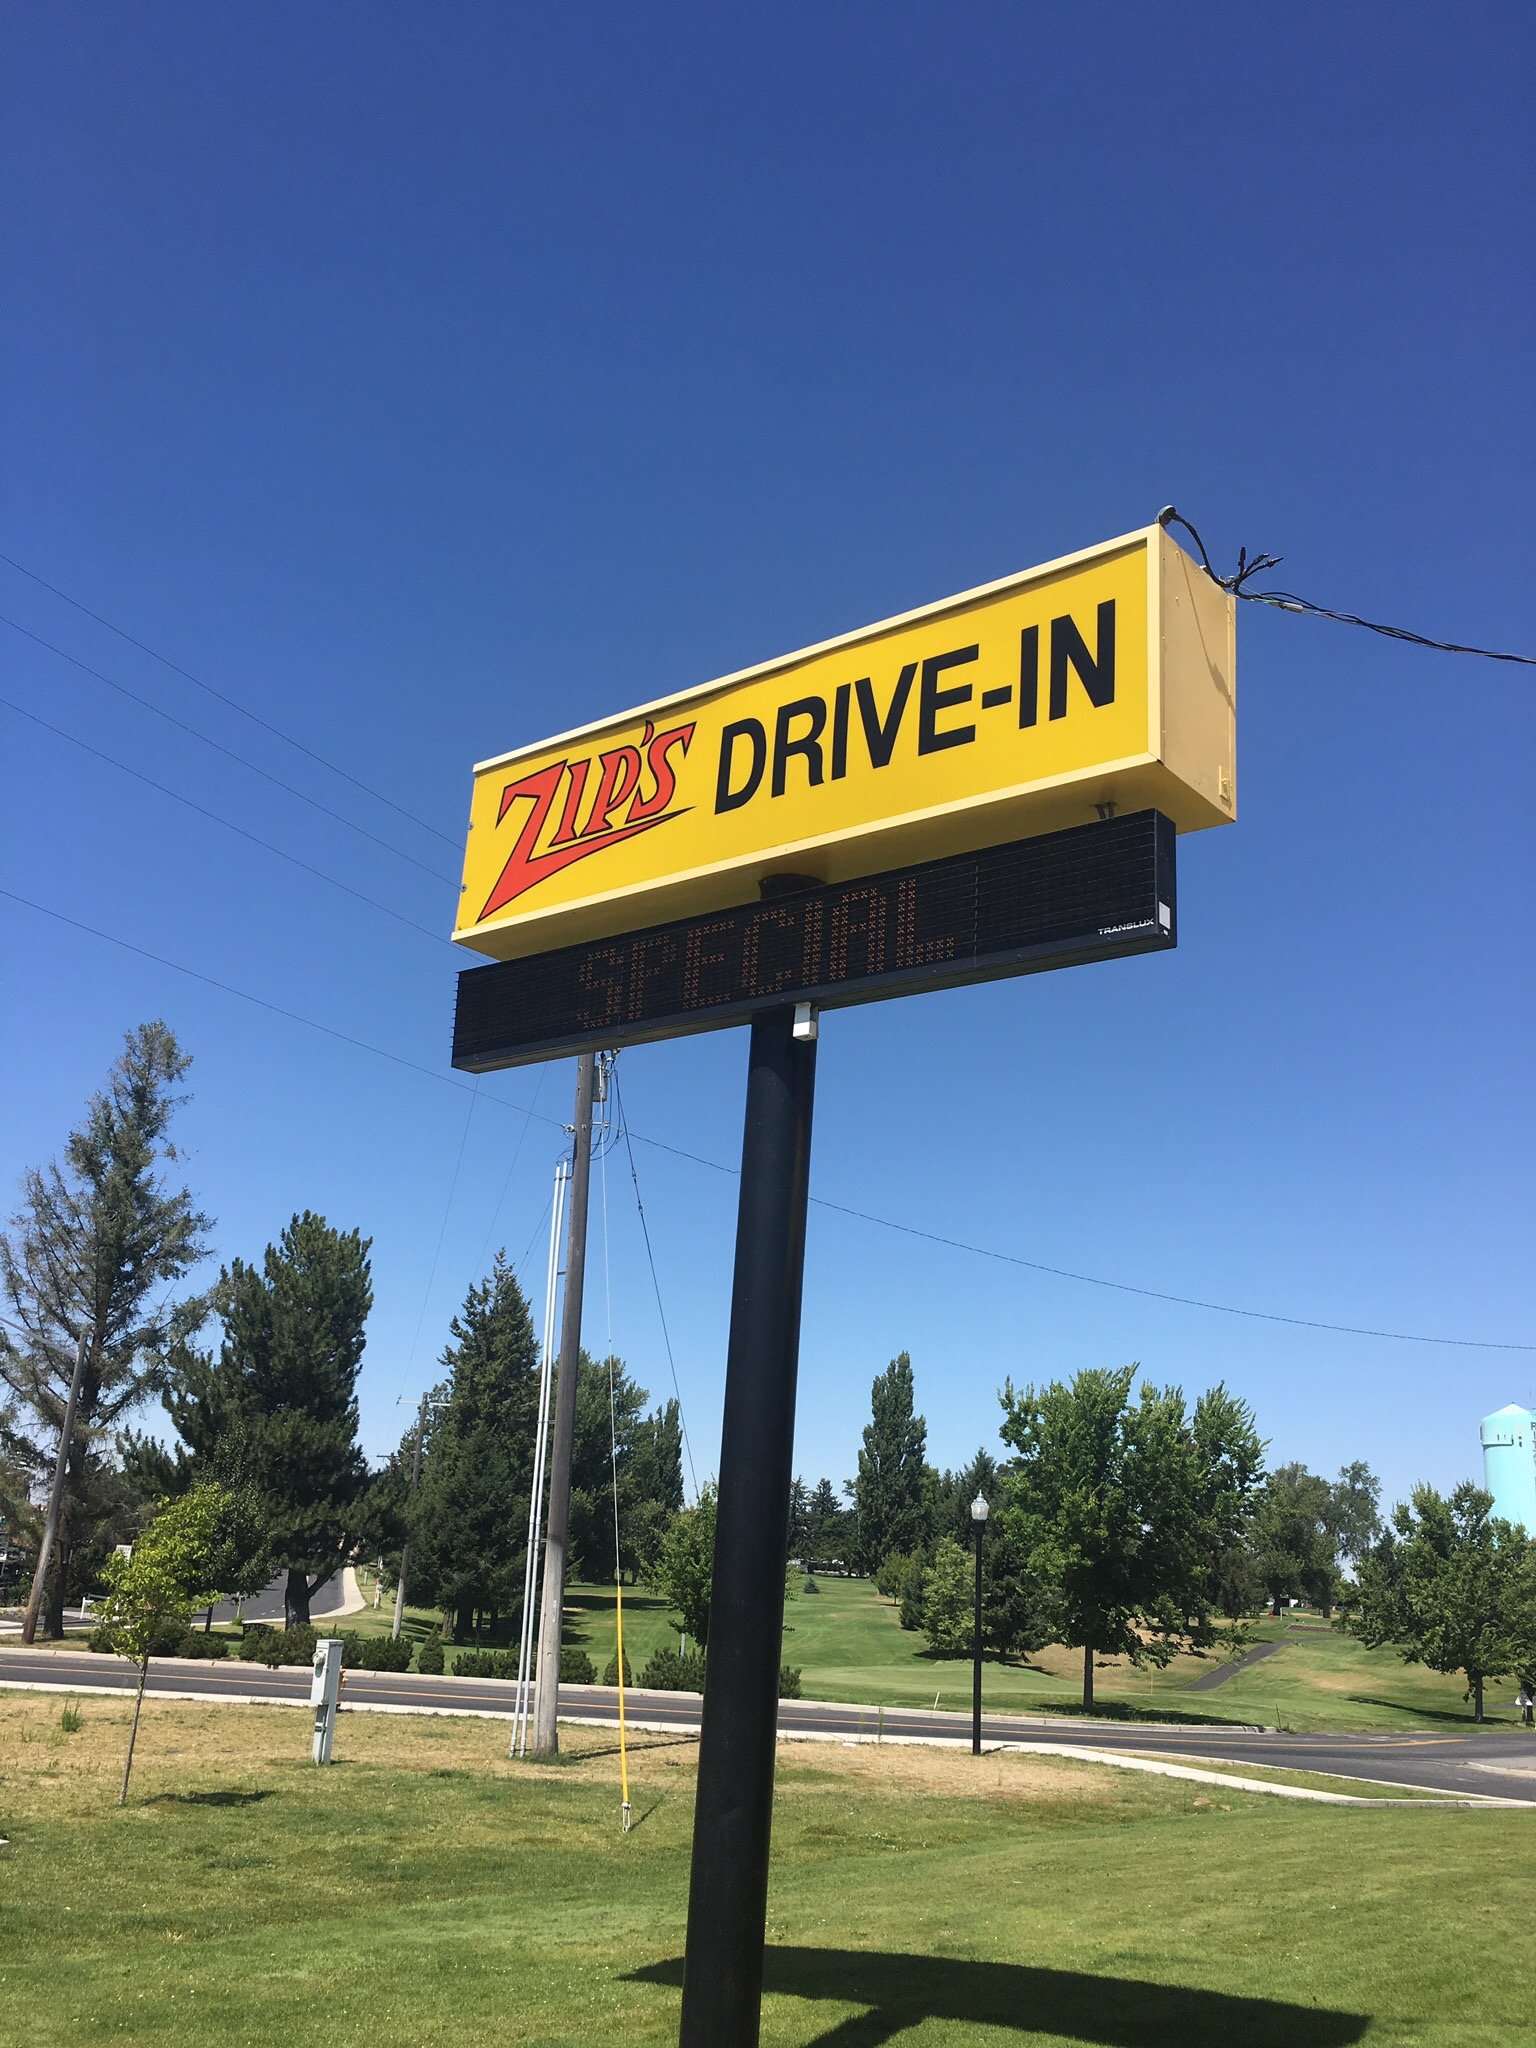 ZIP'S DRIVE-IN
SPECIAL
TRANSLUX